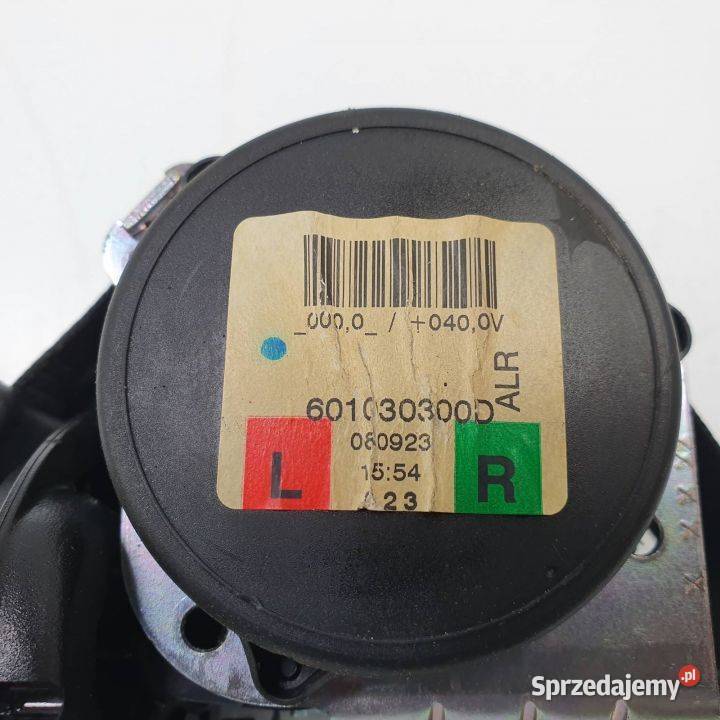 _000,0_ / +040,0V
ALR
601030300D
080923
15:54
23
L
R
Sprzedajemy.pl